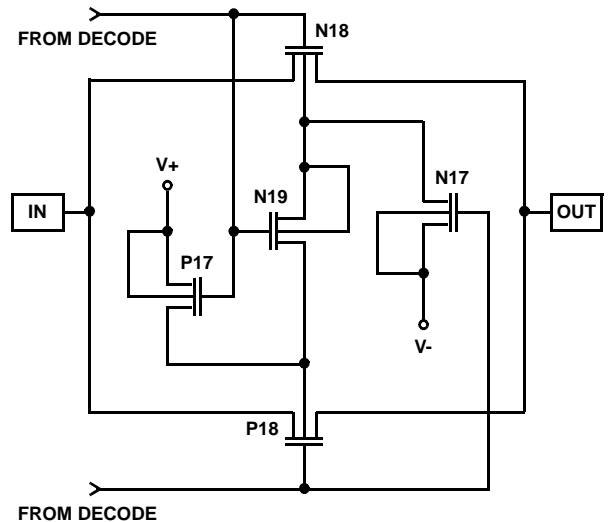 FROM DECODE
N18
V+
N19
N17
IN
OUT
P17
V-
P18
FROM DECODE